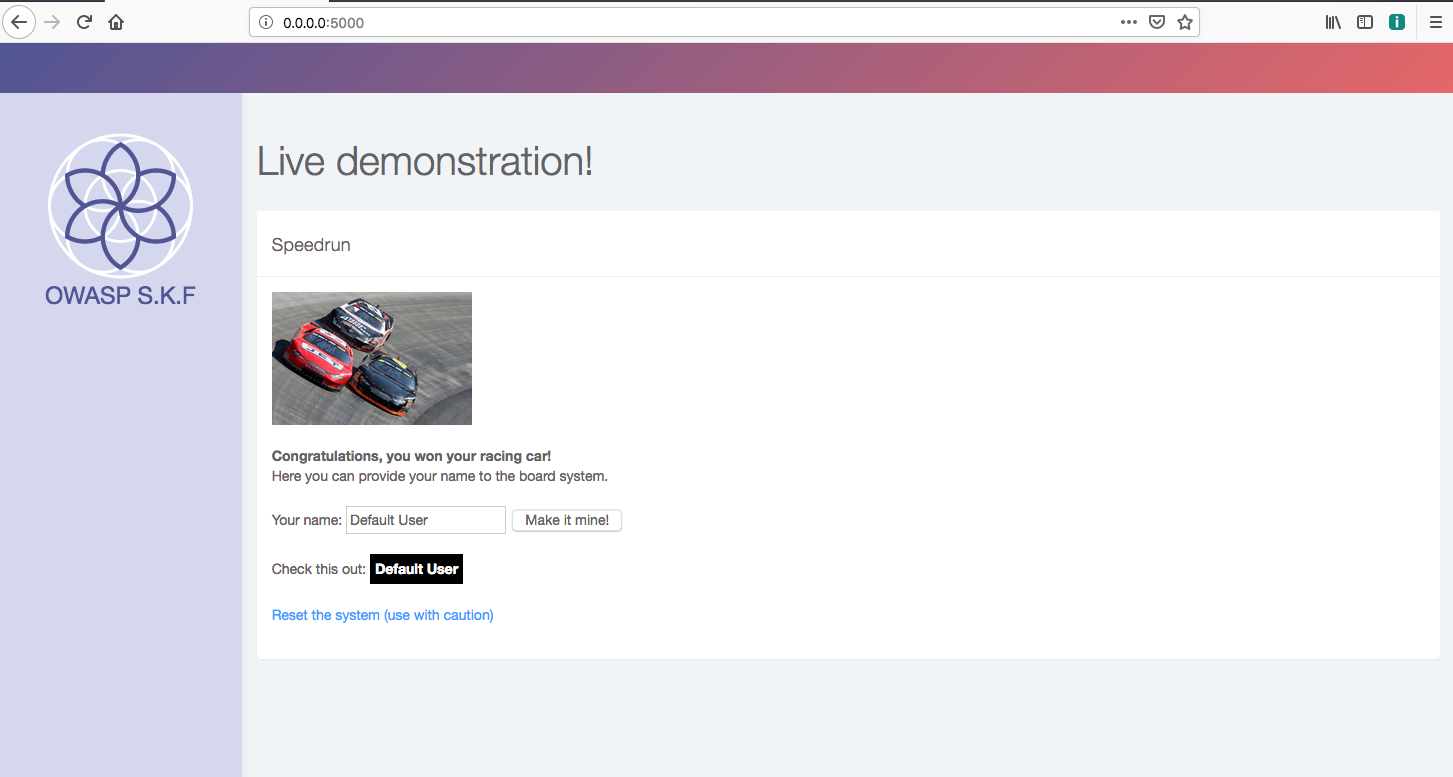 0.0.0.0:5000
OWASP S.K.F
Live demonstration!
Speedrun
Congratulations, you won your racing car!
Here you can provide your name to the board system.
Your name: Default User Make it mine!
Check this out: Default User
Reset the system (use with caution)